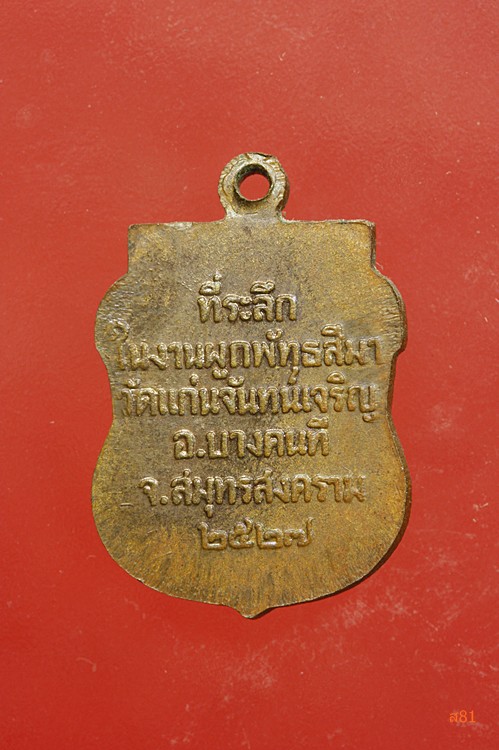 ที่ระลึก
ในงานผูกพัทธสีมา
วัดแก่นจันทน์เจริญ
อ.บางคนที
จ.สมุทรสงคราม
๒๕๒๗
ส81